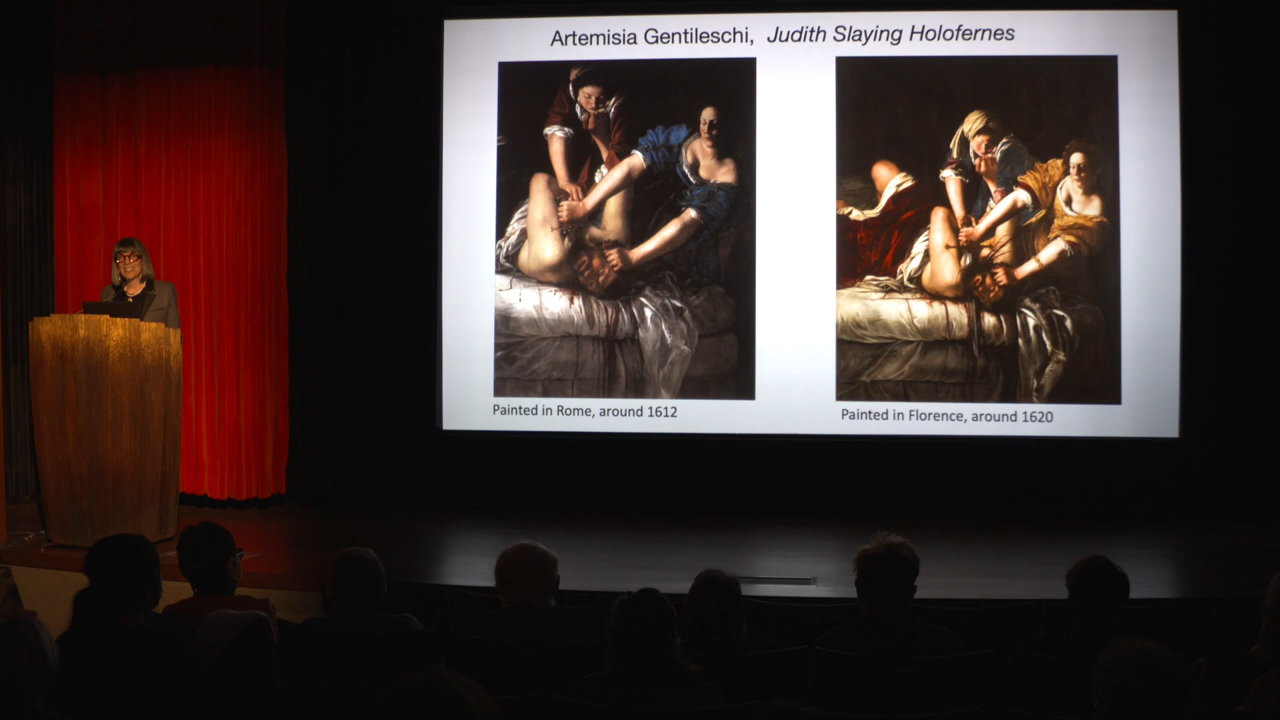 Artemisia Gentileschi, Judith Slaying Holofernes
Painted in Rome, around 1612
Painted in Florence, around 1620